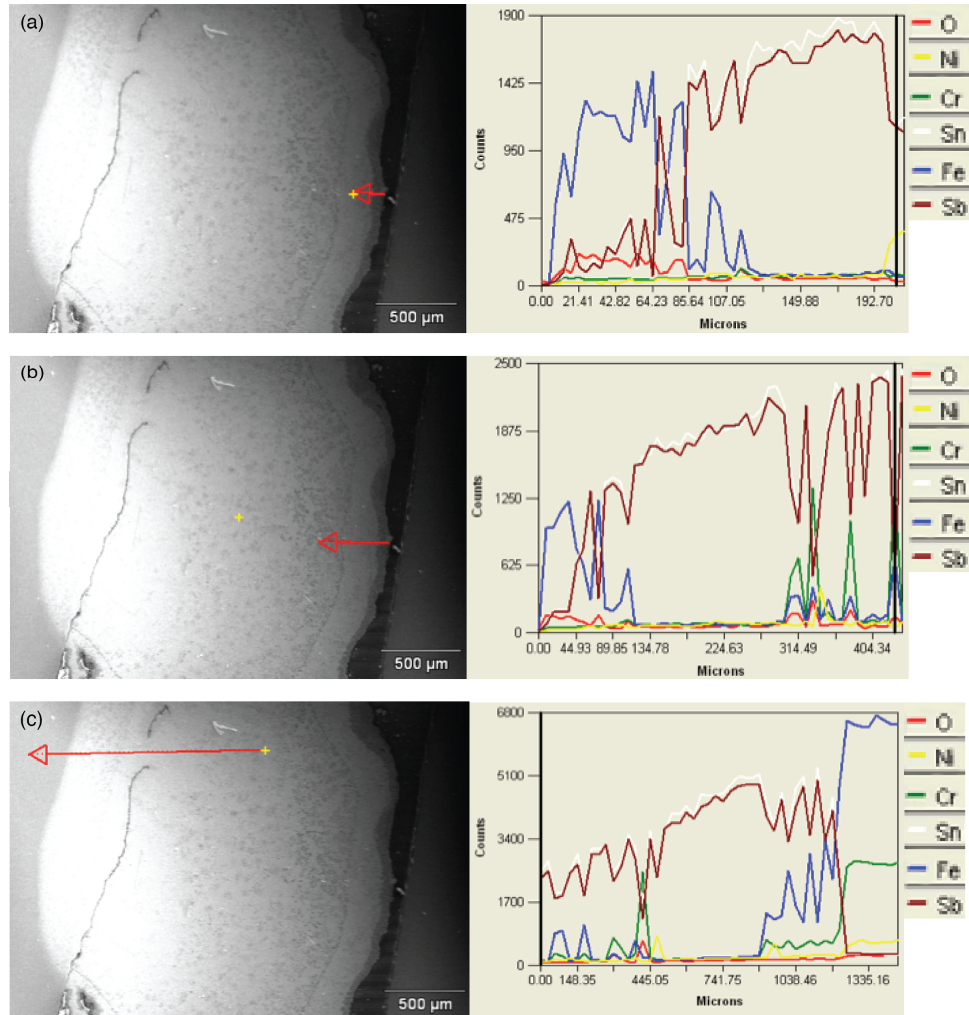 (a)
500 µm
1900
1425
950
475
0
Counts
0.00 21.41 42.82 64.23 85.64 107.05 149.88 192.70
Microns
O
Ni
Cr
Sn
Fe
Sb
(b)
500 µm
2500
1875
1250
625
0
Counts
0.00 44.93 89.85 134.78 224.63 314.49 404.34
Microns
O
Ni
Cr
Sn
Fe
Sb
(c)
500 µm
6800
5100
3400
1700
0
Counts
0.00 148.35 445.05 741.75 1038.46 1335.16
Microns
O
Ni
Cr
Sn
Fe
Sb